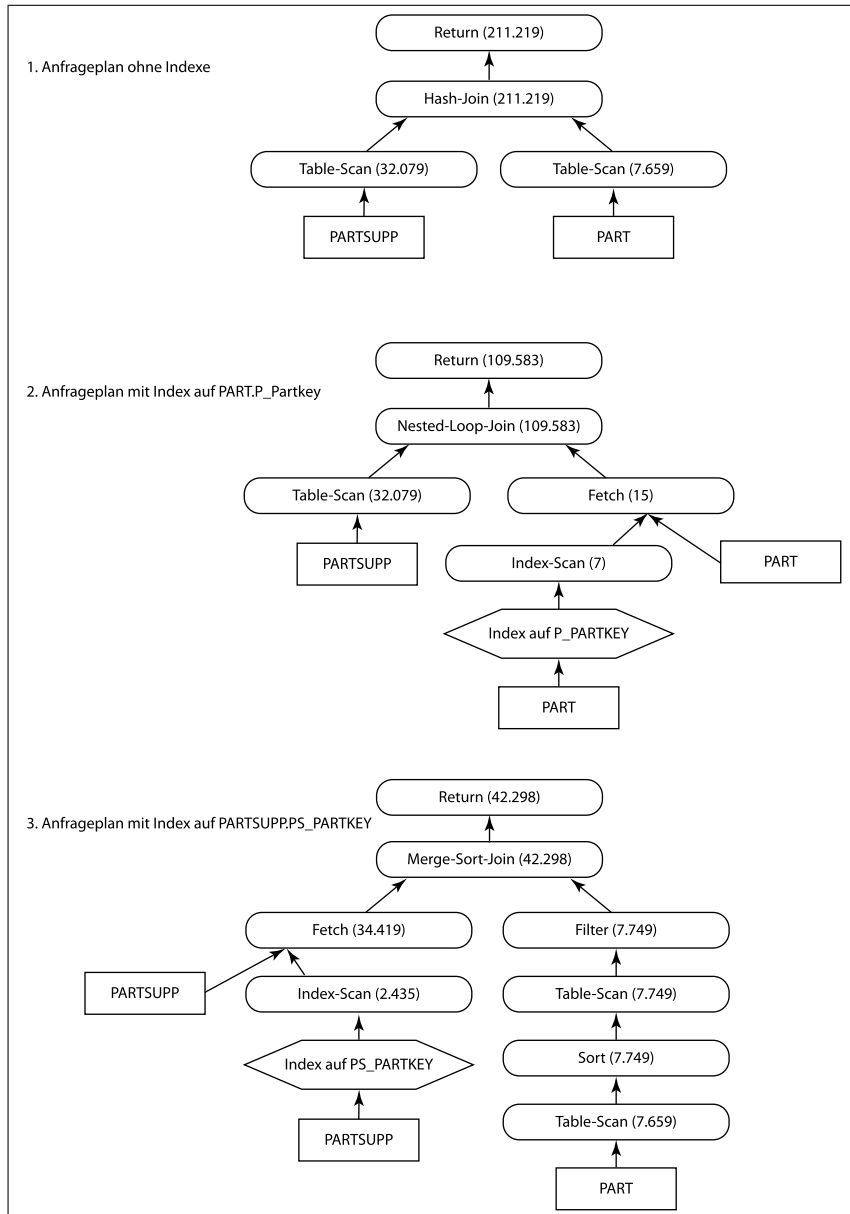 Return (211.219)
1. Anfrageplan ohne Indexe
Hash-Join (211.219)
Table-Scan (32.079)
Table-Scan (7.659)
PARTSUPP
PART
Return (109.583)
2. Anfrageplan mit Index auf PART.P_Partkey
Nested-Loop-Join (109.583)
Table-Scan (32.079)
Fetch (15)
PARTSUPP
Index-Scan (7)
PART
Index auf P_PARTKEY
PART
Return (42.298)
3. Anfrageplan mit Index auf PARTSUPP.PS_PARTKEY
Merge-Sort-Join (42.298)
Fetch (34.419)
Filter (7.749)
PARTSUPP
Index-Scan (2.435)
Table-Scan (7.749)
Index auf PS_PARTKEY
Sort (7.749)
PARTSUPP
Table-Scan (7.659)
PART